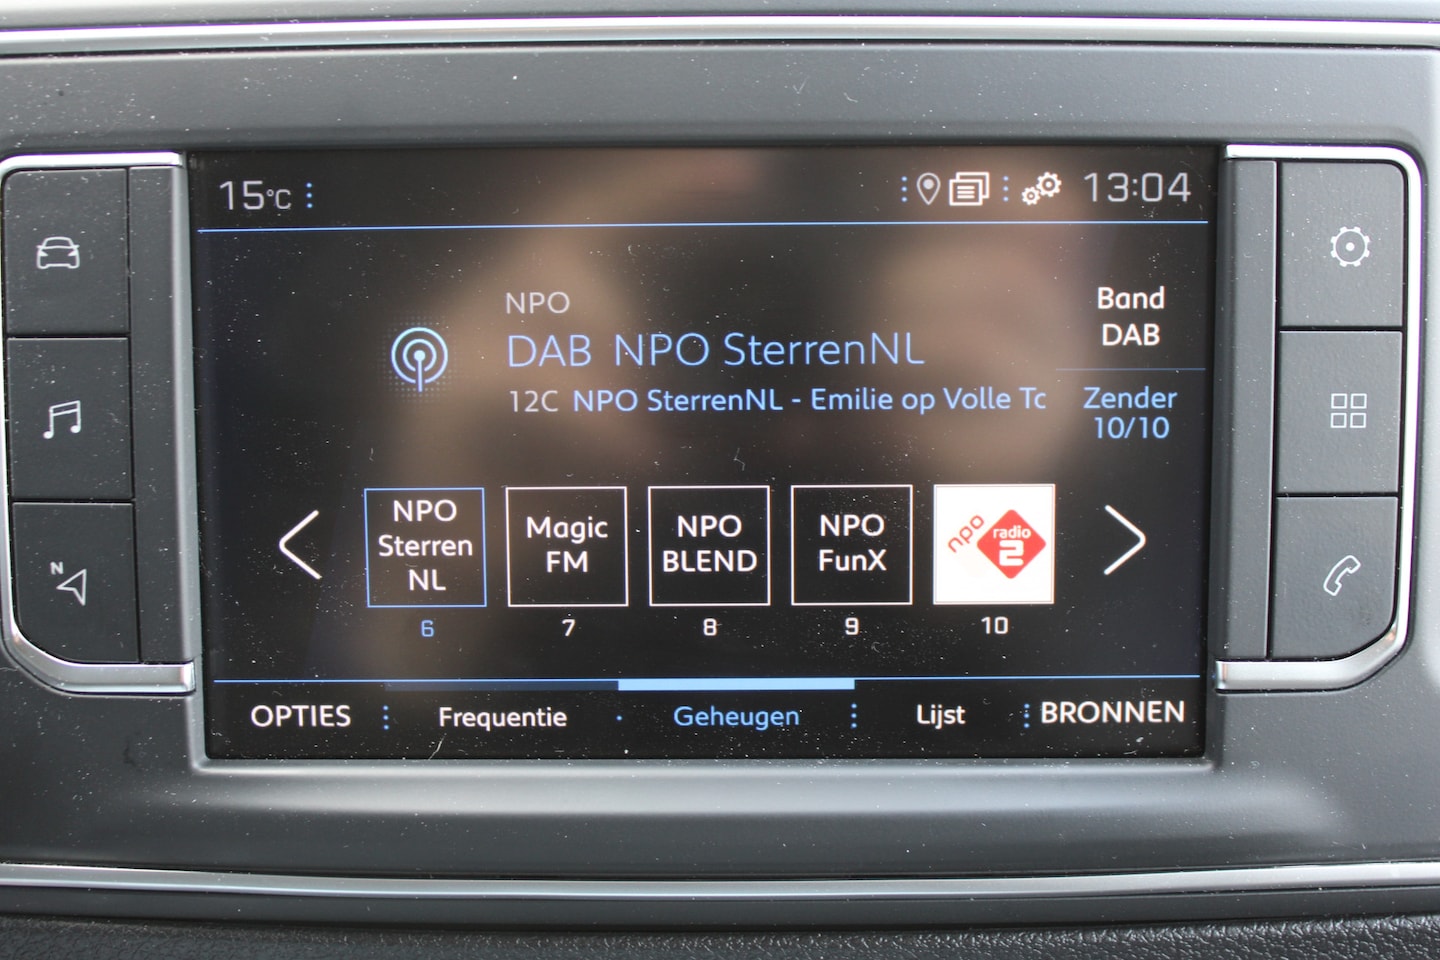 15°C
13:04
NPO
DAB NPO SterrenNL
12C NPO SterrenNL - Emilie op Volle Tc
Band
DAB
Zender
10/10
NPO
Sterren
NL
6
Magic
FM
7
NPO
BLEND
8
NPO
FunX
9
npo
radio
2
10
N
OPTIES
Frequentie
Geheugen
Lijst
BRONNEN